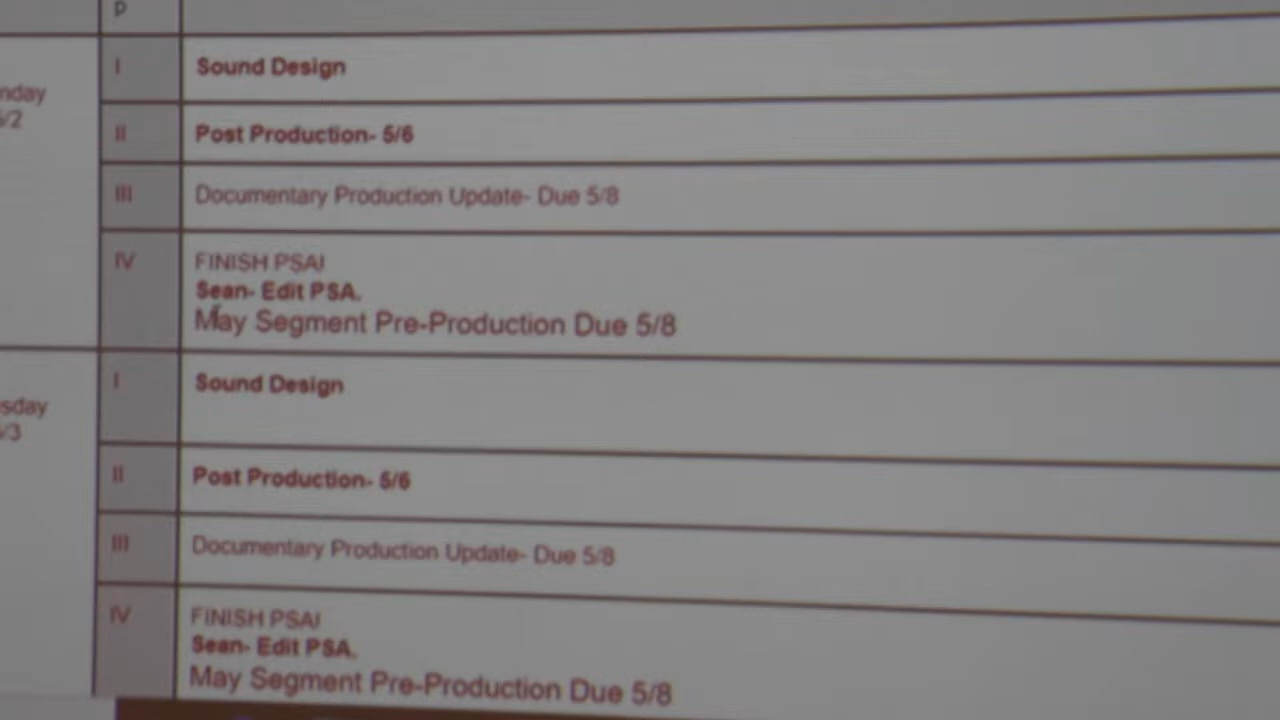 p
I Sound Design
nday
/2
II Post Production- 5/6
III Documentary Production Update- Due 5/8
IV FINISH PSA!
Sean- Edit PSA.
May Segment Pre-Production Due 5/8
I Sound Design
sday
/3
II Post Production- 5/6
III Documentary Production Update- Due 5/8
IV FINISH PSA!
Sean- Edit PSA.
May Segment Pre-Production Due 5/8